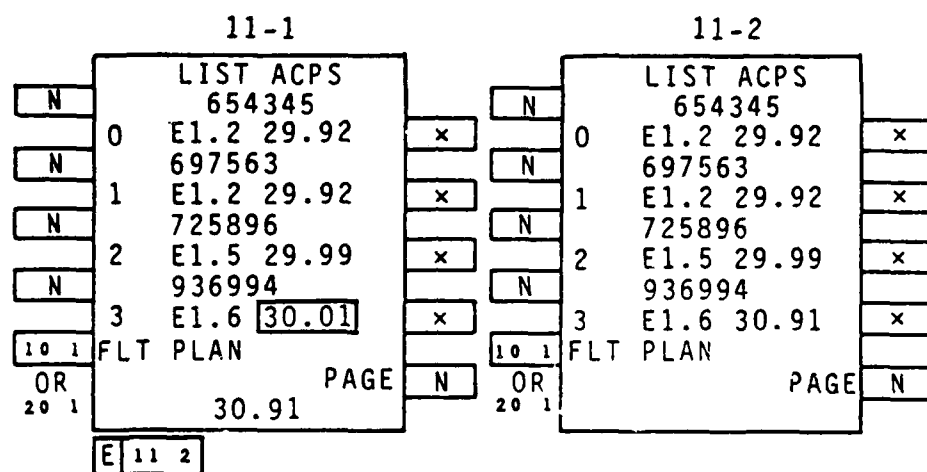 11-1
LIST ACPS
N 654345
0 E1.2 29.92 ×
N 697563
1 E1.2 29.92 ×
N 725896
2 E1.5 29.99 ×
N 936994
3 E1.6 30.01 ×
10 1 FLT PLAN
OR PAGE N
20 1 30.91
E 11 2
11-2
LIST ACPS
N 654345
0 E1.2 29.92 ×
N 697563
1 E1.2 29.92 ×
N 725896
2 E1.5 29.99 ×
N 936994
3 E1.6 30.91 ×
10 1 FLT PLAN
OR PAGE N
20 1